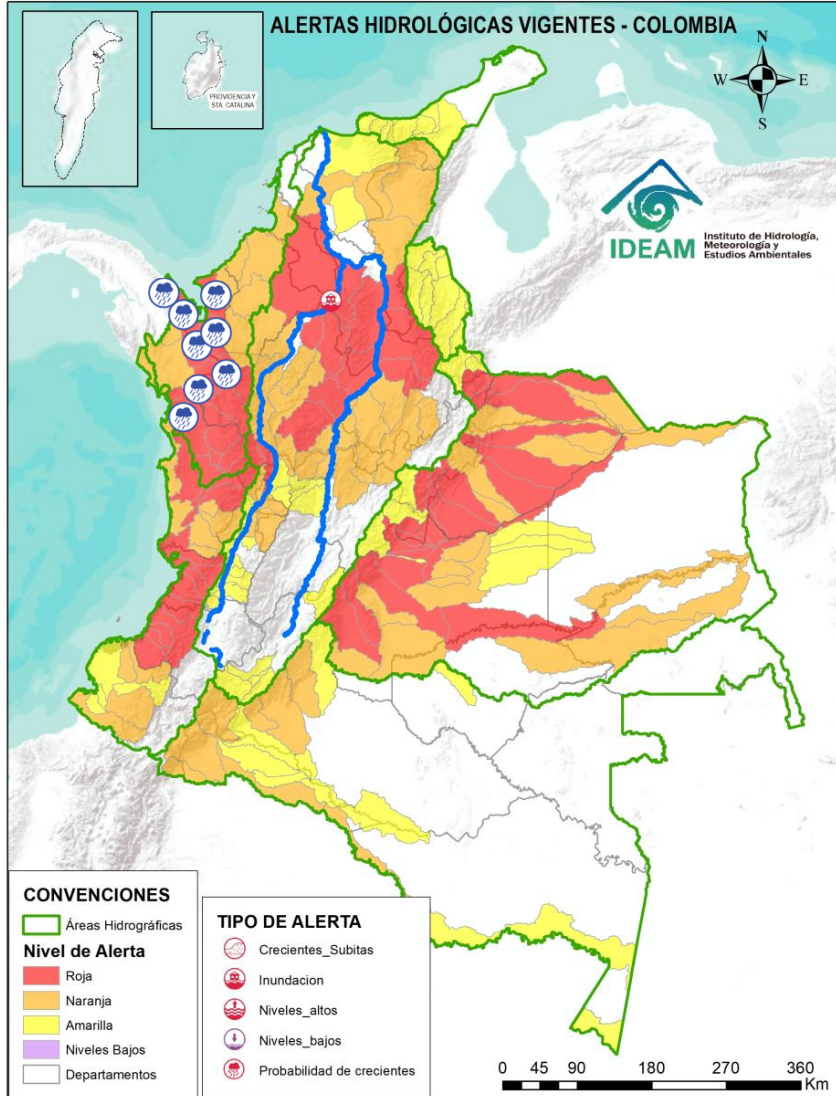 ALERTAS HIDROLÓGICAS VIGENTES - COLOMBIA
PROVIDENCIA Y
STA. CATALINA
N
W
E
S
IDEAM
Instituto de Hidrología,
Meteorología y
Estudios Ambientales
CONVENCIONES
Áreas Hidrográficas
Nivel de Alerta
Roja
Naranja
Amarilla
Niveles Bajos
Departamentos
TIPO DE ALERTA
Crecientes_Subitas
Inundacion
Niveles_altos
Niveles_bajos
Probabilidad de crecientes
0 45 90 180 270 360
Km